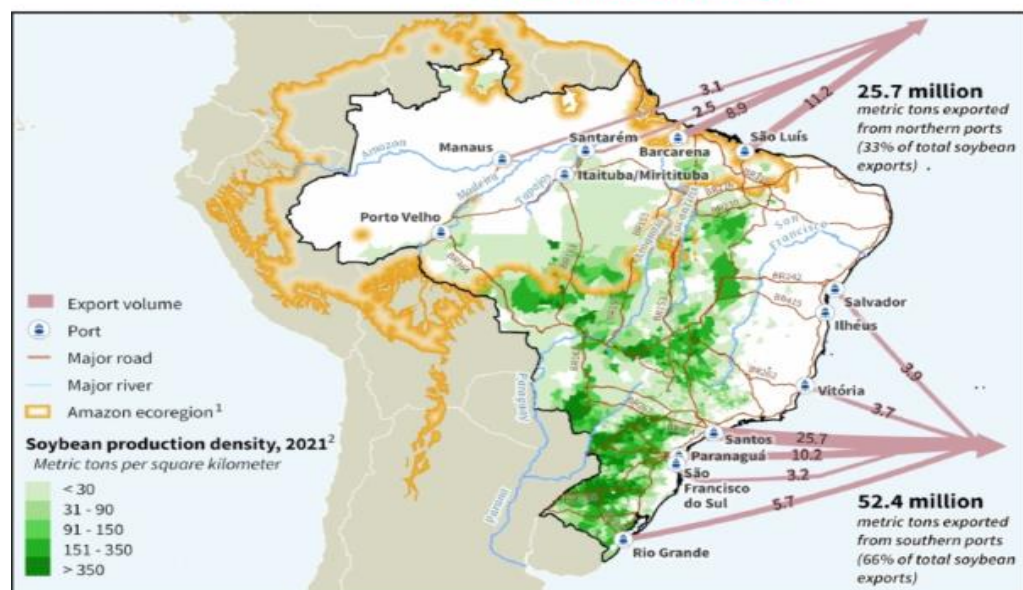 3.1
2.5
8.9
11.2
25.7 million
metric tons exported
from northern ports
(33% of total soybean
exports)
Manaus
Santarém
Barcarena
São Luís
Itaituba/Miritituba
Amazon
Madeira
Tapajos
Porto Velho
San
Francisco
BR242
Salvador
Ilhéus
Vitória
3.9
3.7
Santos
25.7
Paranaguá
10.2
São
Francisco
do Sul
3.2
5.7
Rio Grande
Paraguay
Paraná
52.4 million
metric tons exported
from southern ports
(66% of total soybean
exports)
Export volume
Port
Major road
Major river
Amazon ecoregion¹
Soybean production density, 2021²
Metric tons per square kilometer
< 30
31 - 90
91 - 150
151 - 350
> 350